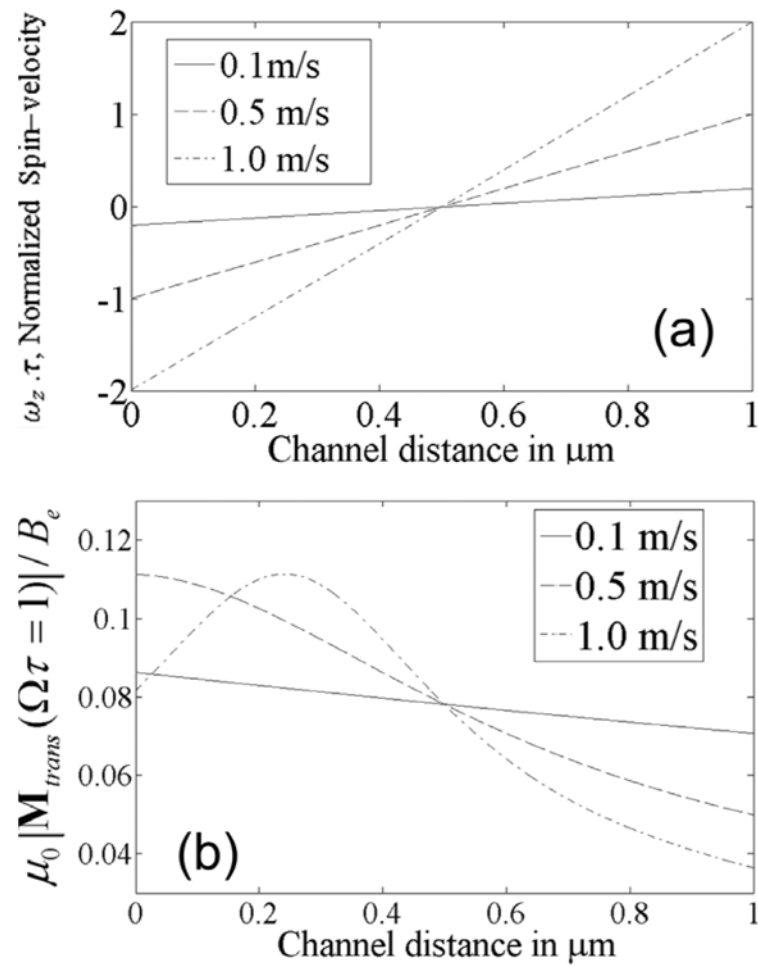 ω_z .τ, Normalized Spin-velocity
2
1
0
-1
-2
0.1m/s
0.5 m/s
1.0 m/s
(a)
0 0.2 0.4 0.6 0.8 1
Channel distance in μm
μ₀|M_trans(Ωτ = 1)|/ B_e
0.12
0.1
0.08
0.06
0.04
0.1 m/s
0.5 m/s
1.0 m/s
(b)
0 0.2 0.4 0.6 0.8 1
Channel distance in μm